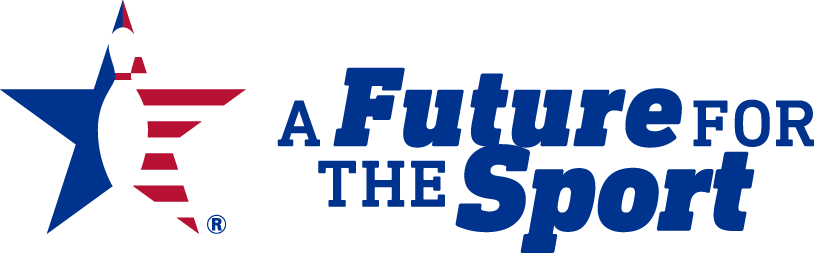 A Future FOR
THE Sport
®